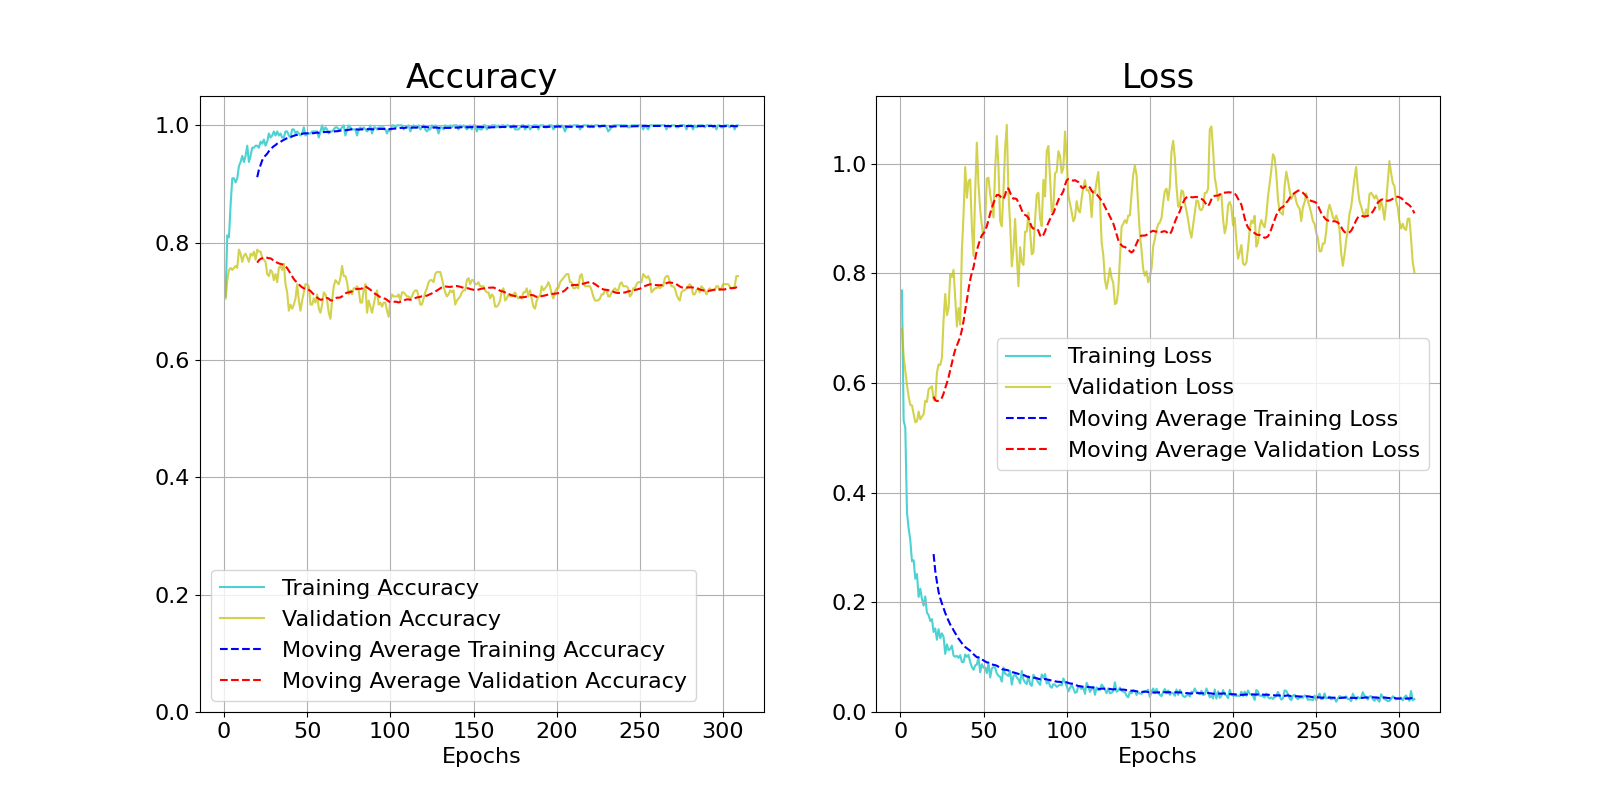 Accuracy
1.0
0.8
0.6
0.4
0.2
0.0
0 50 100 150 200 250 300
Epochs
Training Accuracy
Validation Accuracy
Moving Average Training Accuracy
Moving Average Validation Accuracy
Loss
1.0
0.8
0.6
0.4
0.2
0.0
0 50 100 150 200 250 300
Epochs
Training Loss
Validation Loss
Moving Average Training Loss
Moving Average Validation Loss